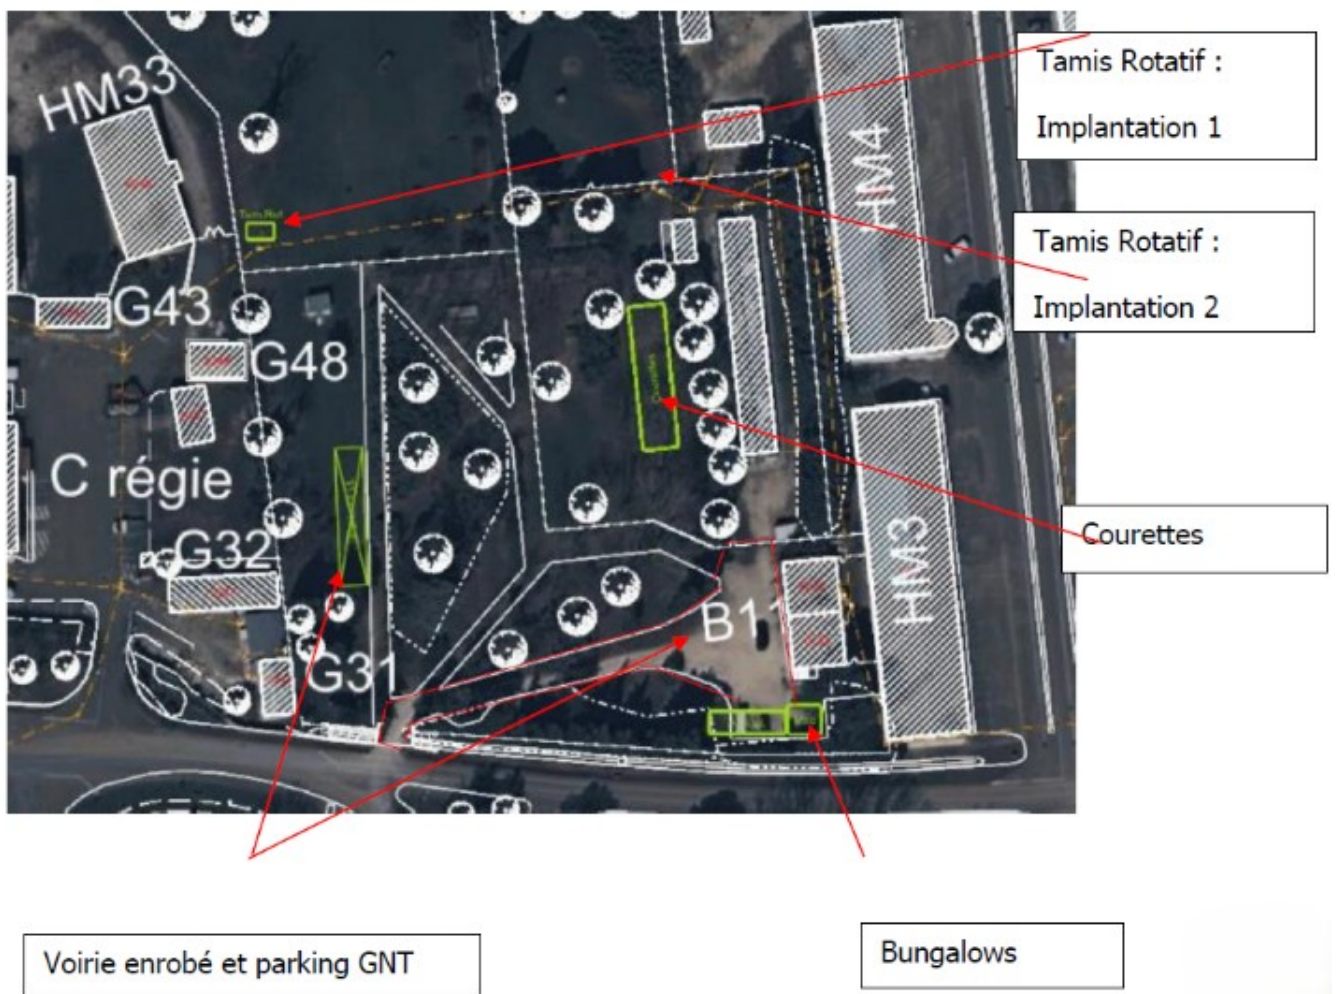 HM33
Tamis Rotatif :
Implantation 1
HM4
Tamis Rotatif :
Implantation 2
G43
G48
Courettes
C régie
G32
Courettes
HM3
B11
G31
Voirie enrobé et parking GNT
Bungalows